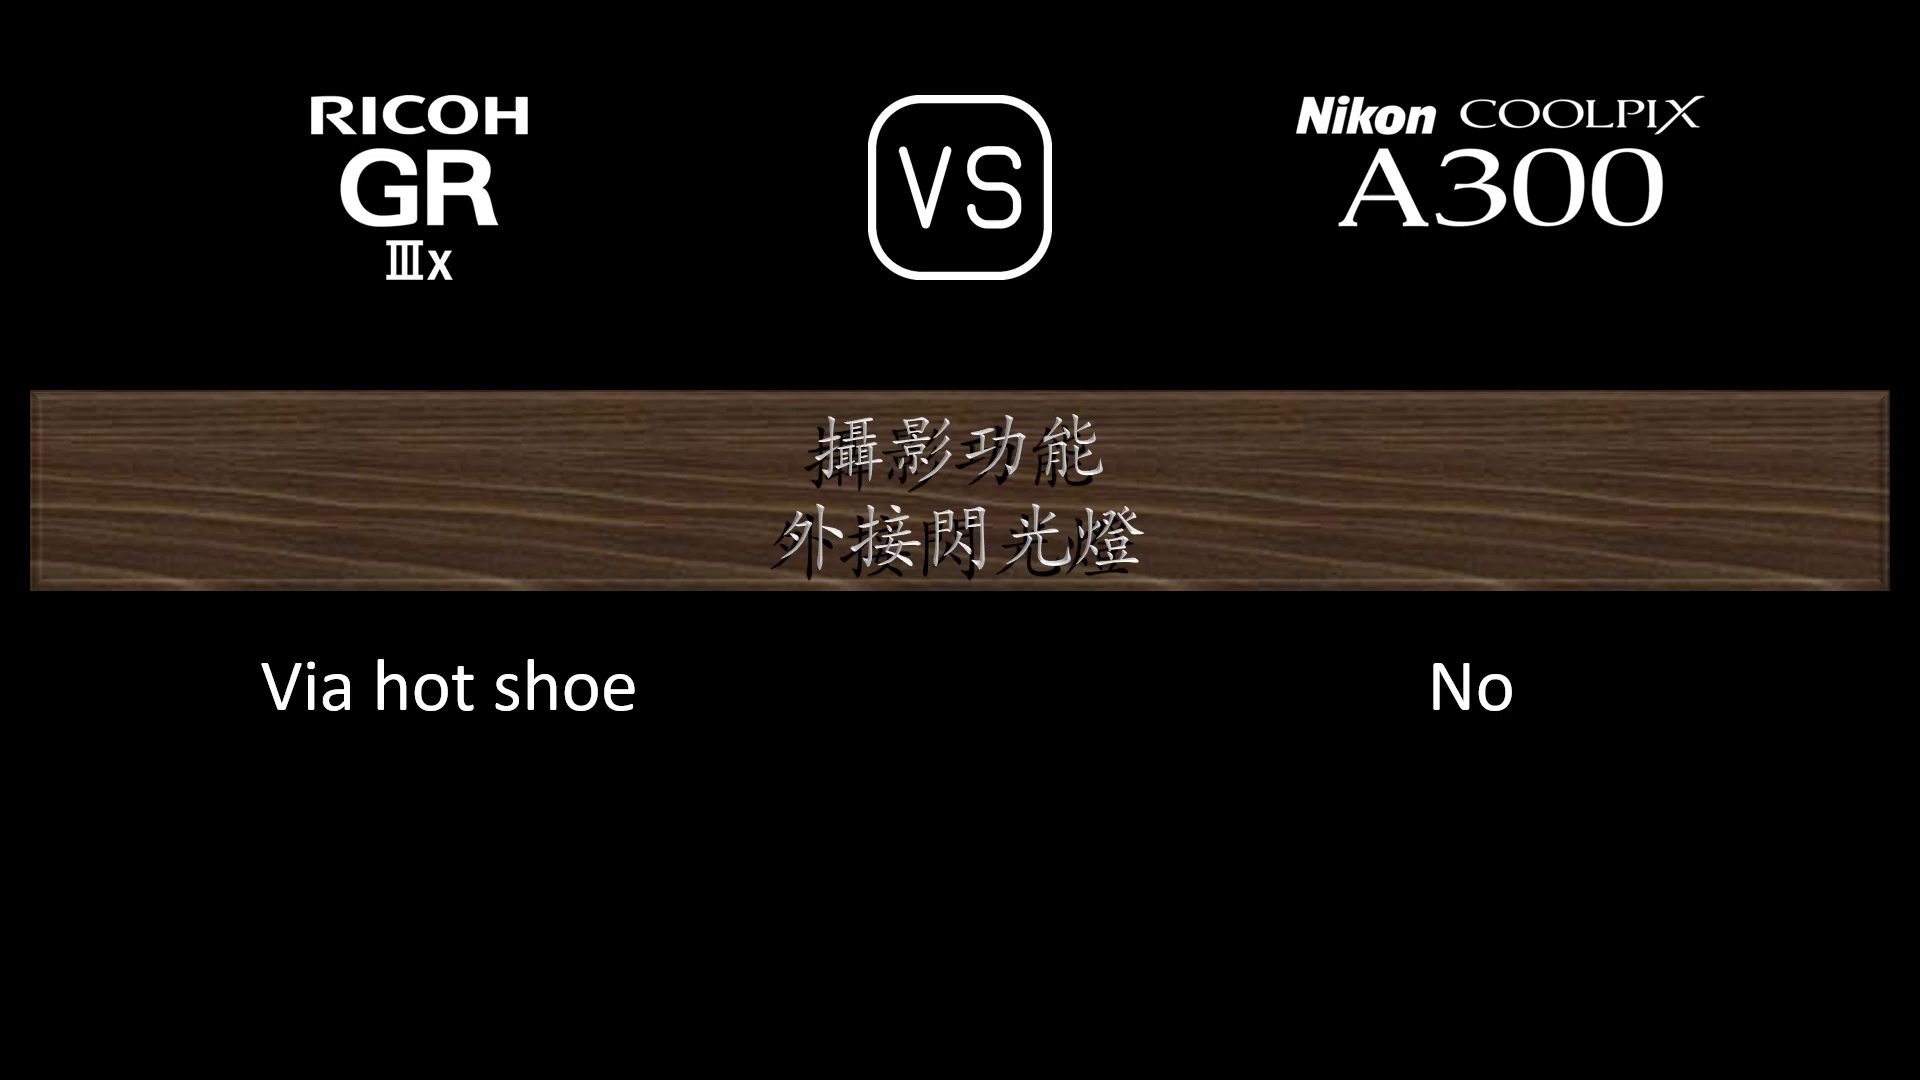 RICOH
GR
IIIx
VS
Nikon COOLPIX
A300
攝影功能
外接閃光燈
Via hot shoe
No